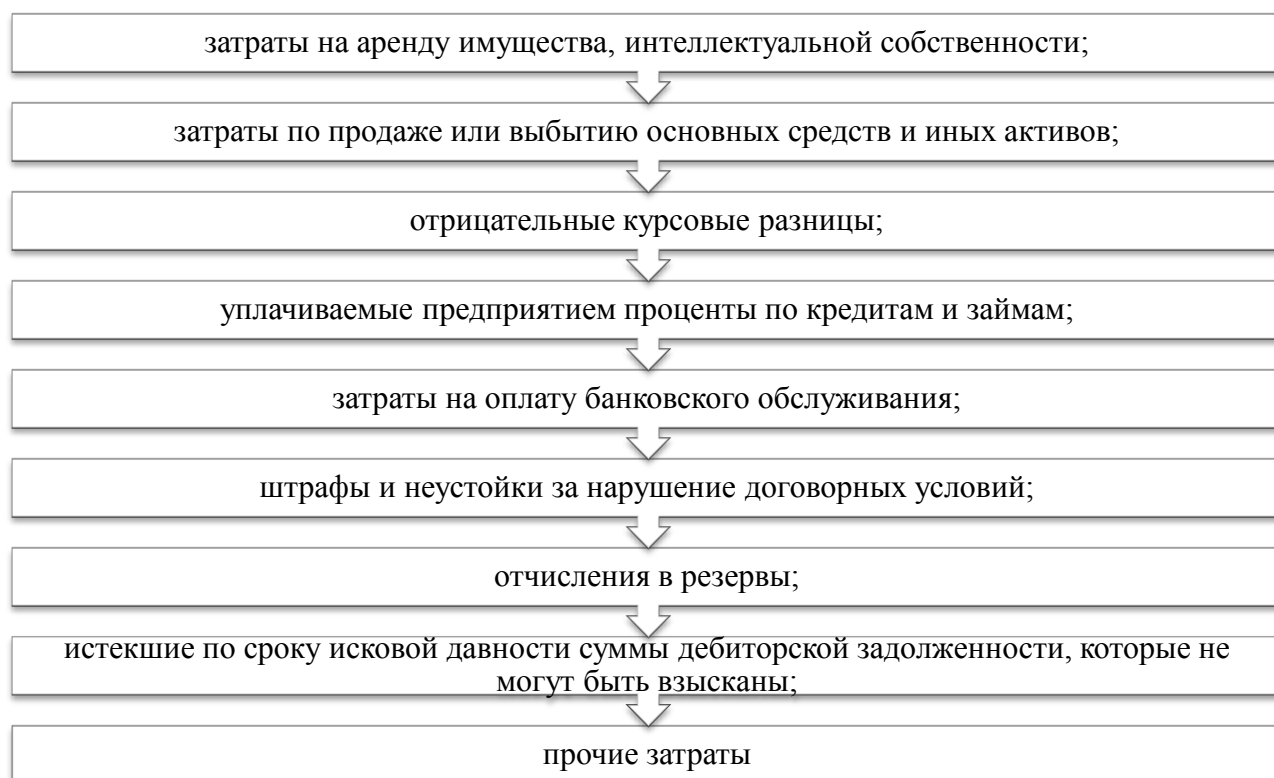 затраты на аренду имущества, интеллектуальной собственности;
затраты по продаже или выбытию основных средств и иных активов;
отрицательные курсовые разницы;
уплачиваемые предприятием проценты по кредитам и займам;
затраты на оплату банковского обслуживания;
штрафы и неустойки за нарушение договорных условий;
отчисления в резервы;
истекшие по сроку исковой давности суммы дебиторской задолженности, которые не
могут быть взысканы;
прочие затраты